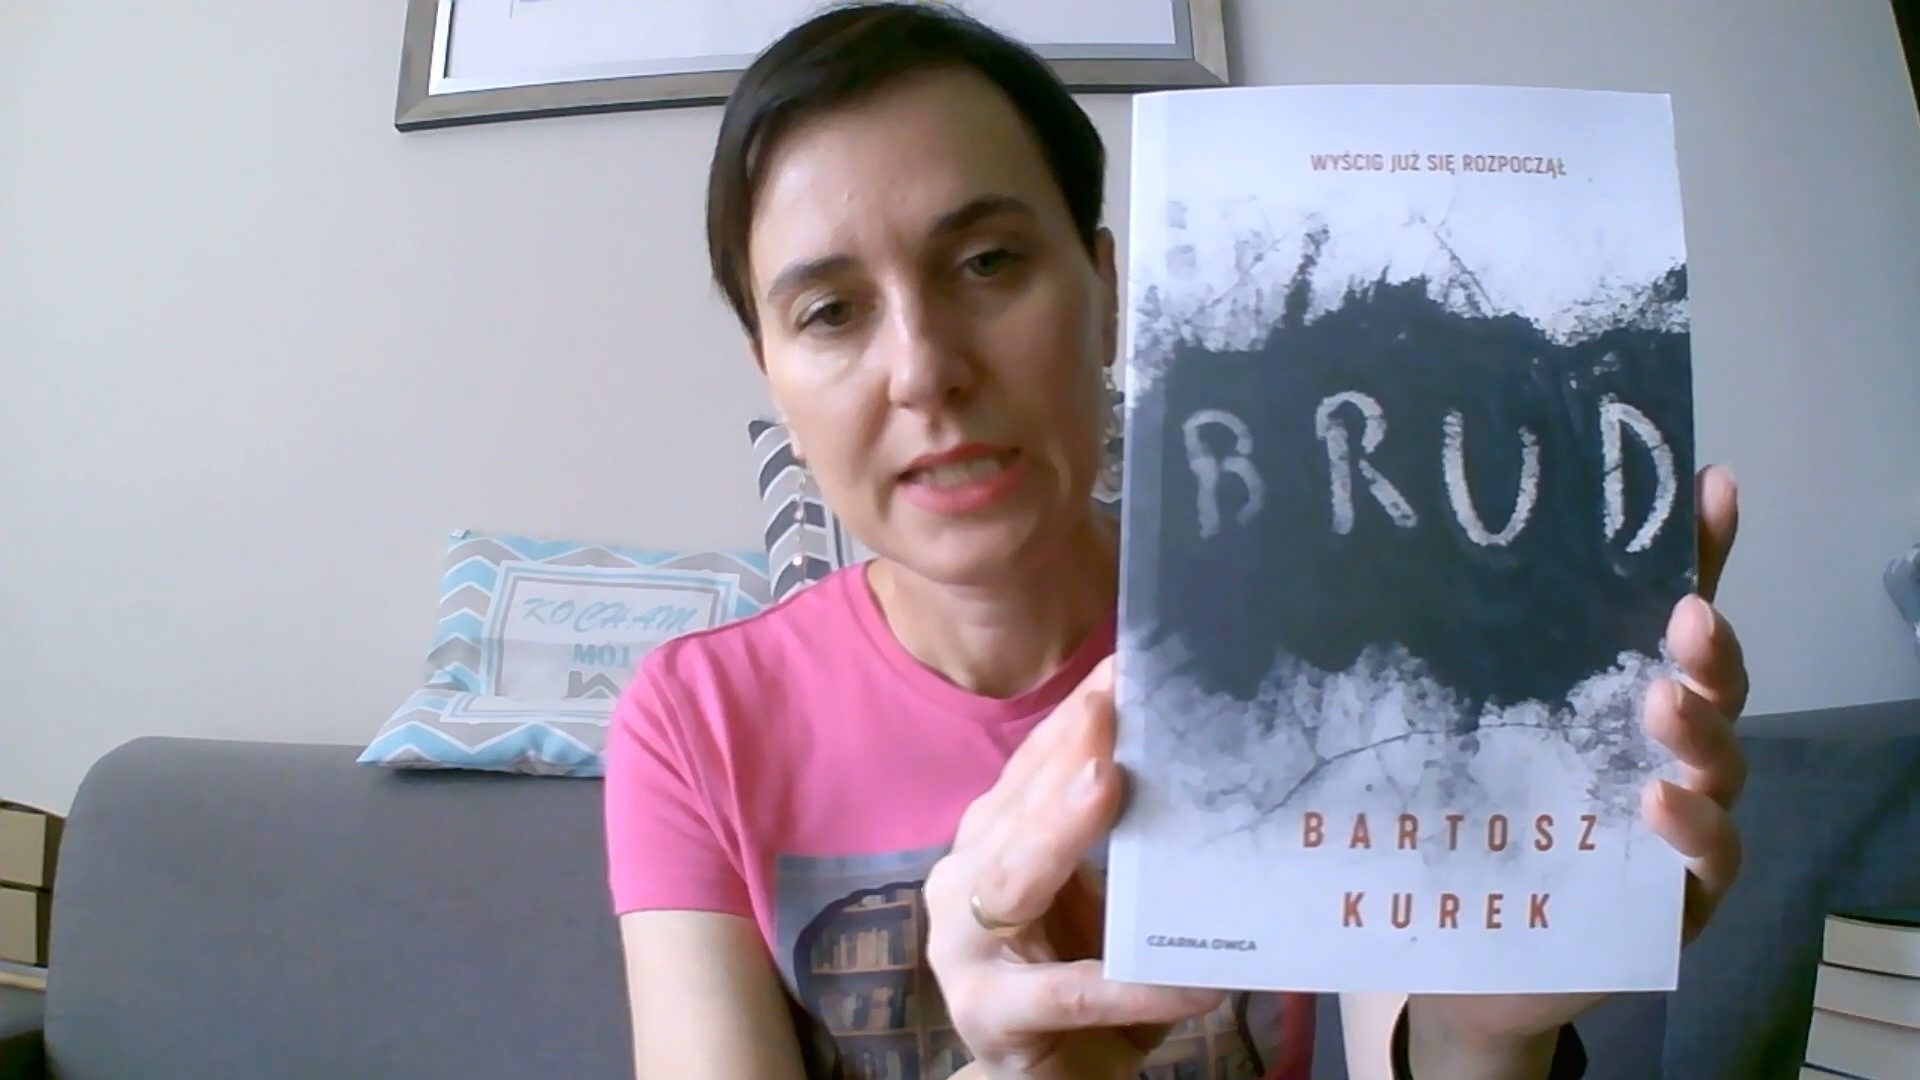 WYŚCIG JUŻ SIĘ ROZPOCZĄŁ
BRUD
BARTOSZ
KUREK
CZARNA OWCA
KOCHAM
MÓJ